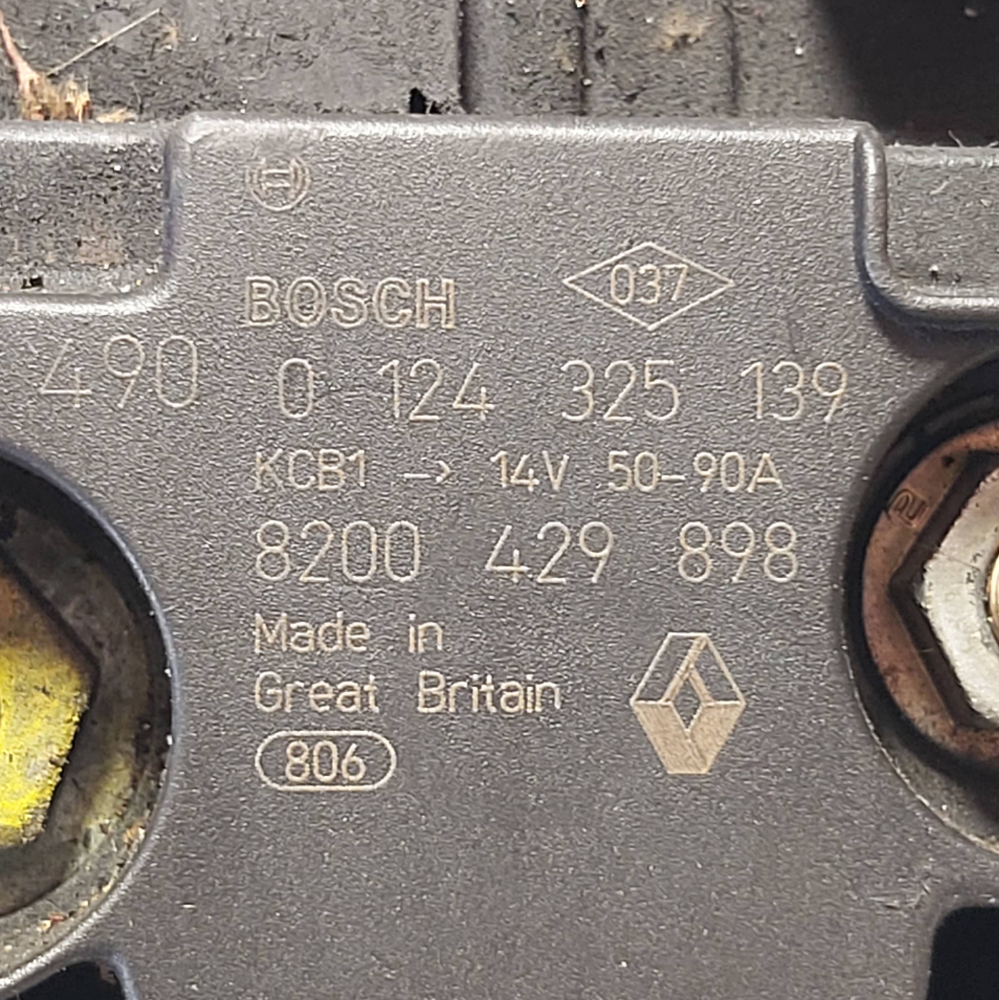 BOSCH
037
490 0 124 325 139
KCB1 → 14V 50-90A
8200 429 898
Made in
Great Britain
806